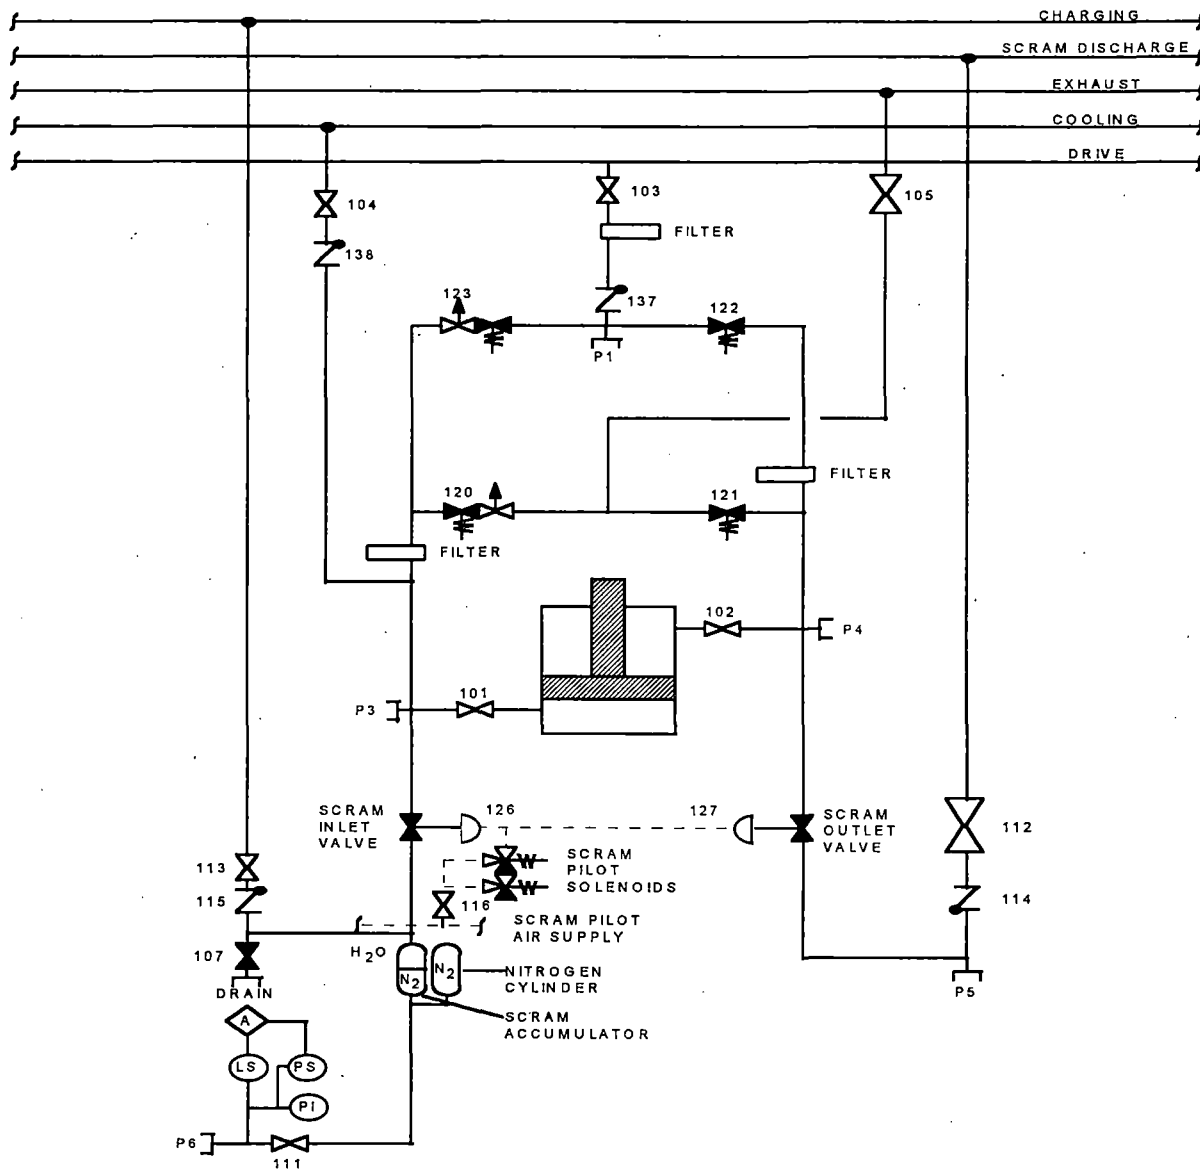 CHARGING
SCRAM DISCHARGE
EXHAUST
COOLING
DRIVE
103
105
104
FILTER
138
123
137
122
P1
FILTER
120
121
FILTER
102
P4
101
P3
SCRAM
INLET
VALVE
126
127
SCRAM
OUTLET
VALVE
112
SCRAM
PILOT
SOLENOIDS
113
115
116
114
SCRAM PILOT
AIR SUPPLY
107
H2O
N2
N2
NITROGEN
CYLINDER
DRAIN
P5
SCRAM
ACCUMULATOR
A
LS
PS
PI
P6
111